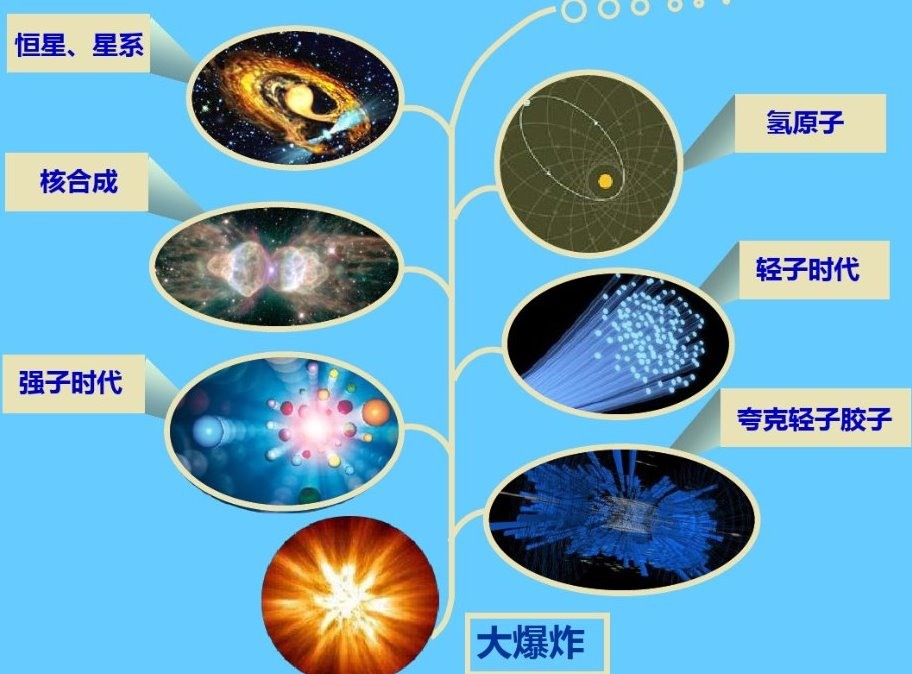 恒星、星系
氢原子
核合成
轻子时代
强子时代
夸克轻子胶子
大爆炸